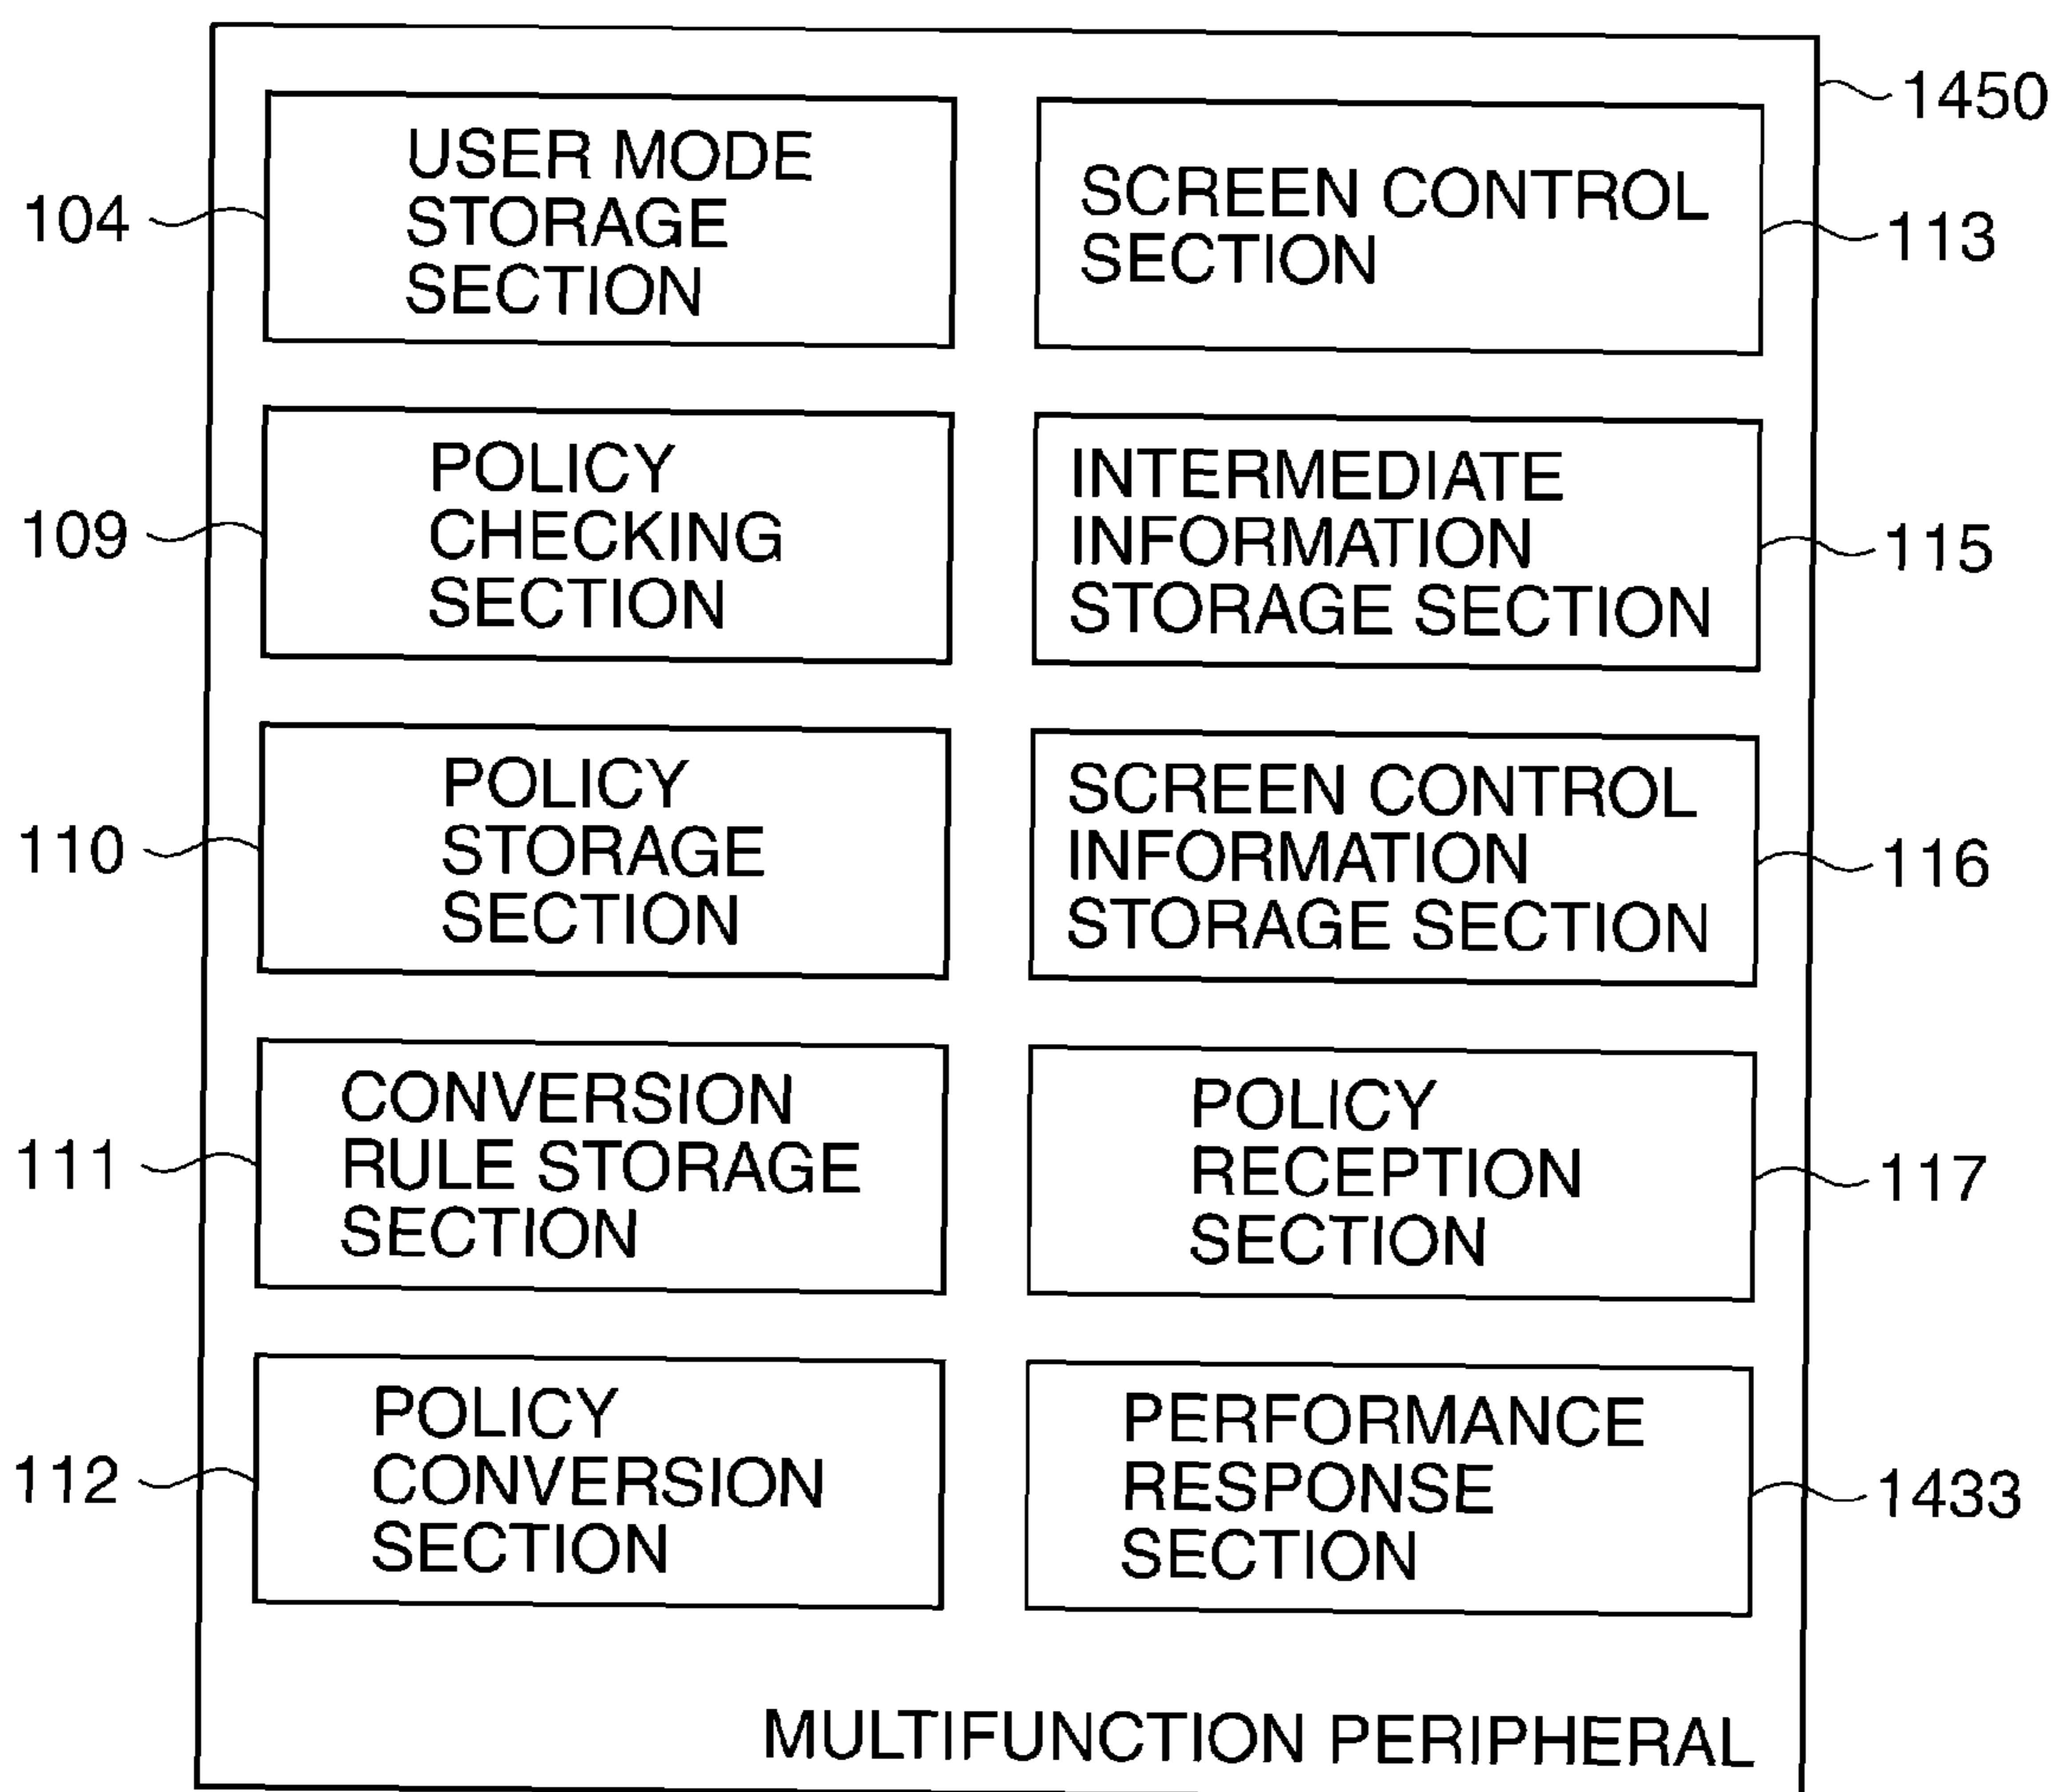 1450
104
USER MODE
STORAGE
SECTION
SCREEN CONTROL
SECTION
113
109
POLICY
CHECKING
SECTION
INTERMEDIATE
INFORMATION
STORAGE SECTION
115
110
POLICY
STORAGE
SECTION
SCREEN CONTROL
INFORMATION
STORAGE SECTION
116
111
CONVERSION
RULE STORAGE
SECTION
POLICY
RECEPTION
SECTION
117
112
POLICY
CONVERSION
SECTION
PERFORMANCE
RESPONSE
SECTION
1433
MULTIFUNCTION PERIPHERAL